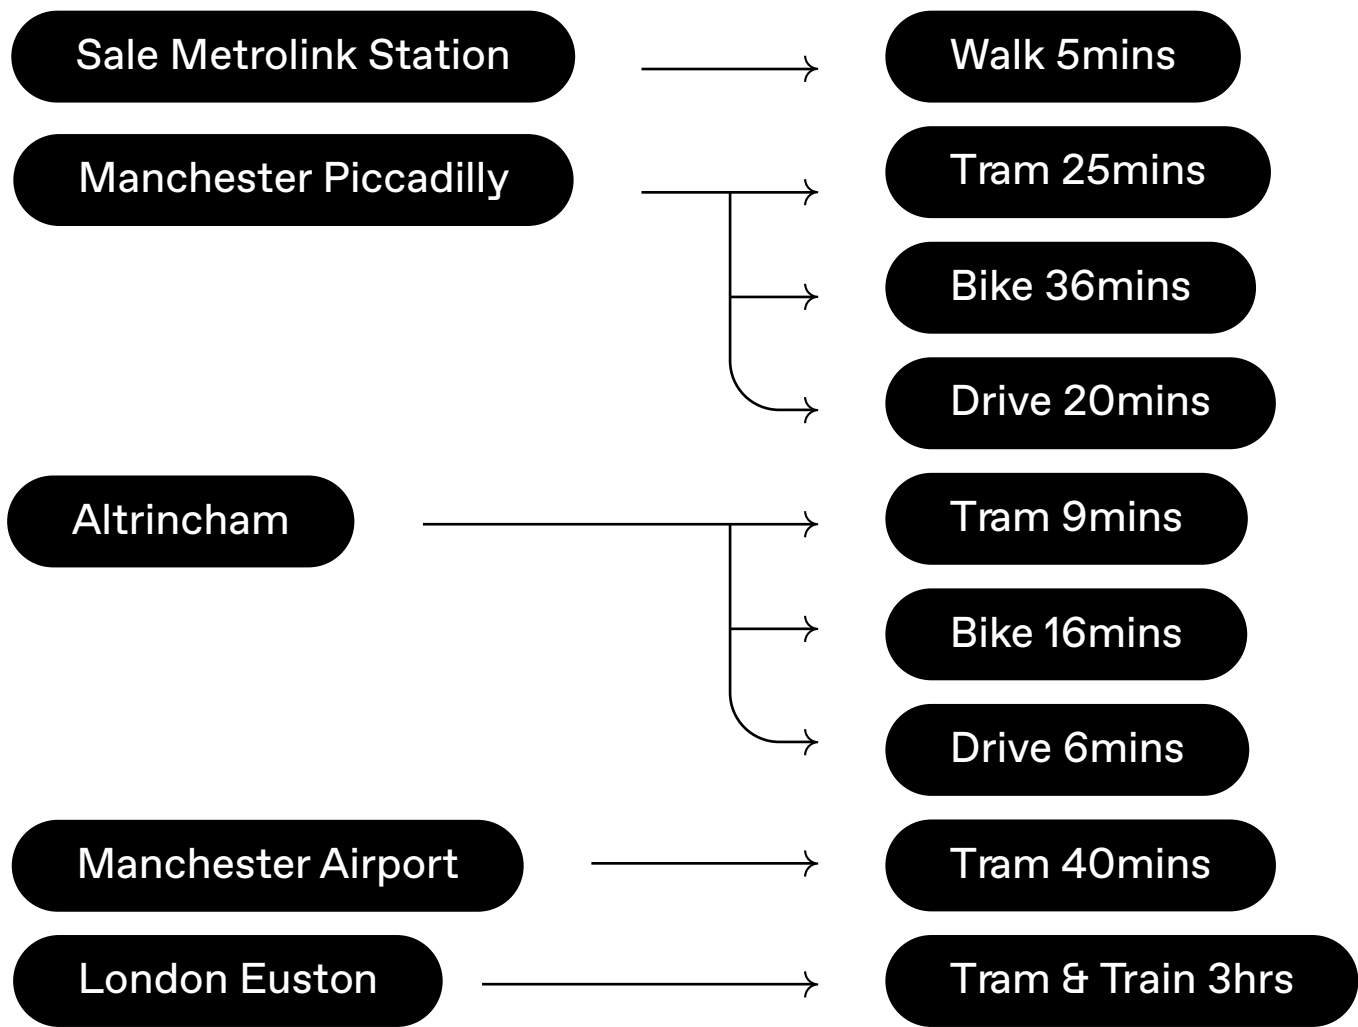 Sale Metrolink Station
Walk 5mins
Manchester Piccadilly
Tram 25mins
Bike 36mins
Drive 20mins
Altrincham
Tram 9mins
Bike 16mins
Drive 6mins
Manchester Airport
Tram 40mins
London Euston
Tram & Train 3hrs